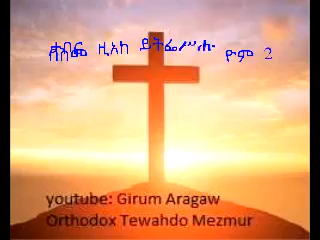 ይትፌሥሑ ዮም 2
youtube: Girum Aragaw
Orthodox Tewahdo Mezmur